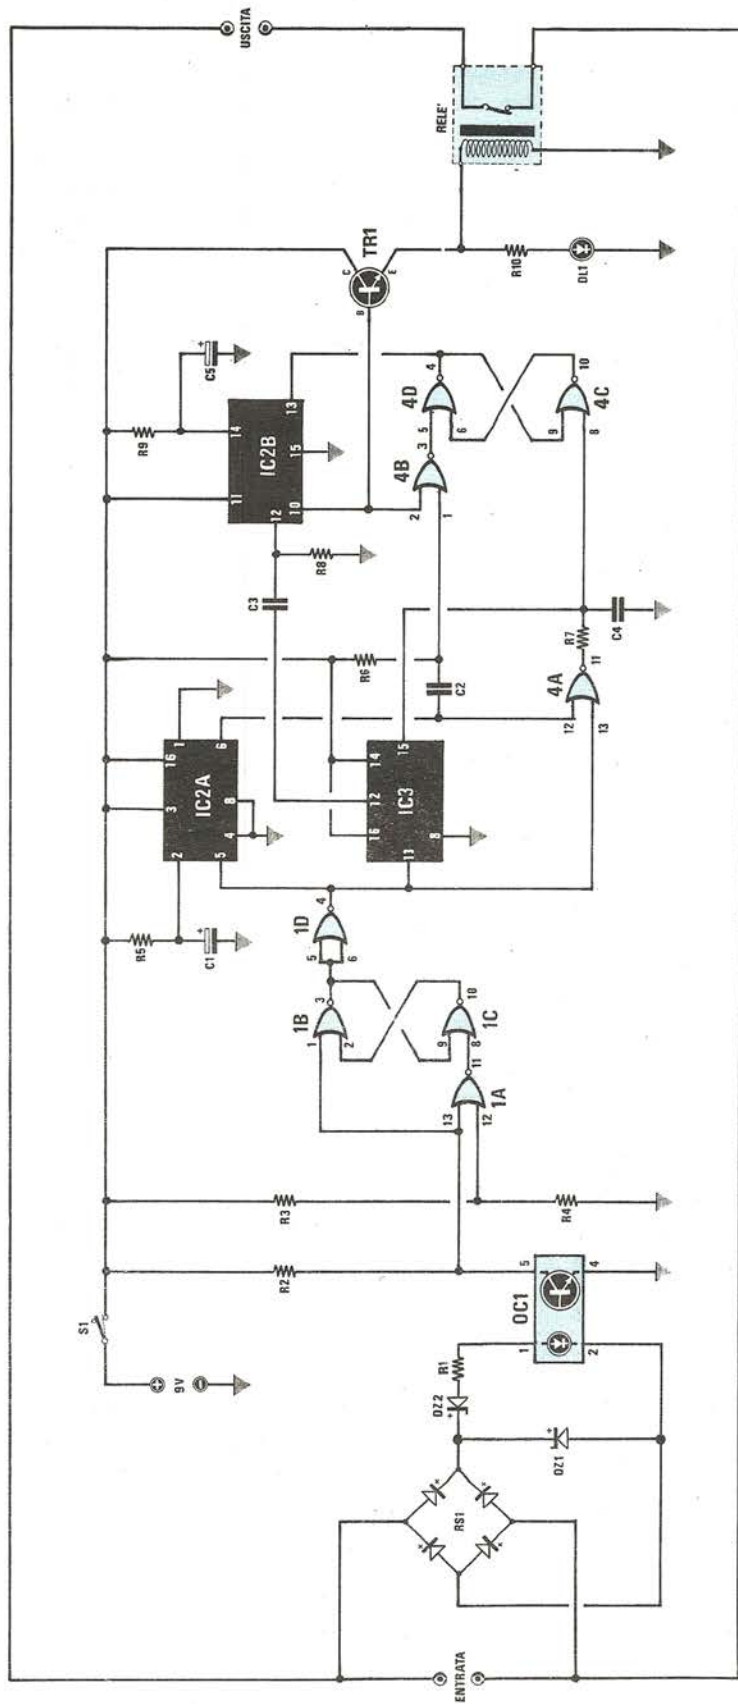 USCITA
RELE'
TR1
C
B
E
R10
DL1
C5
R9
IC2B
14
13
11
15
12
10
4D
4
5
6
4B
3
2
1
4C
10
9
8
R8
C3
R6
C2
R7
C4
4A
11
12
13
IC2A
16
1
3
6
2
8
5
4
IC3
14
15
12
16
8
13
R5
C1
1D
4
5
6
1B
3
1
2
1C
10
9
8
1A
11
13
12
R3
R4
R2
S1
9V
OC1
5
4
1
2
R1
DZ2
DZ1
RS1
ENTRATA